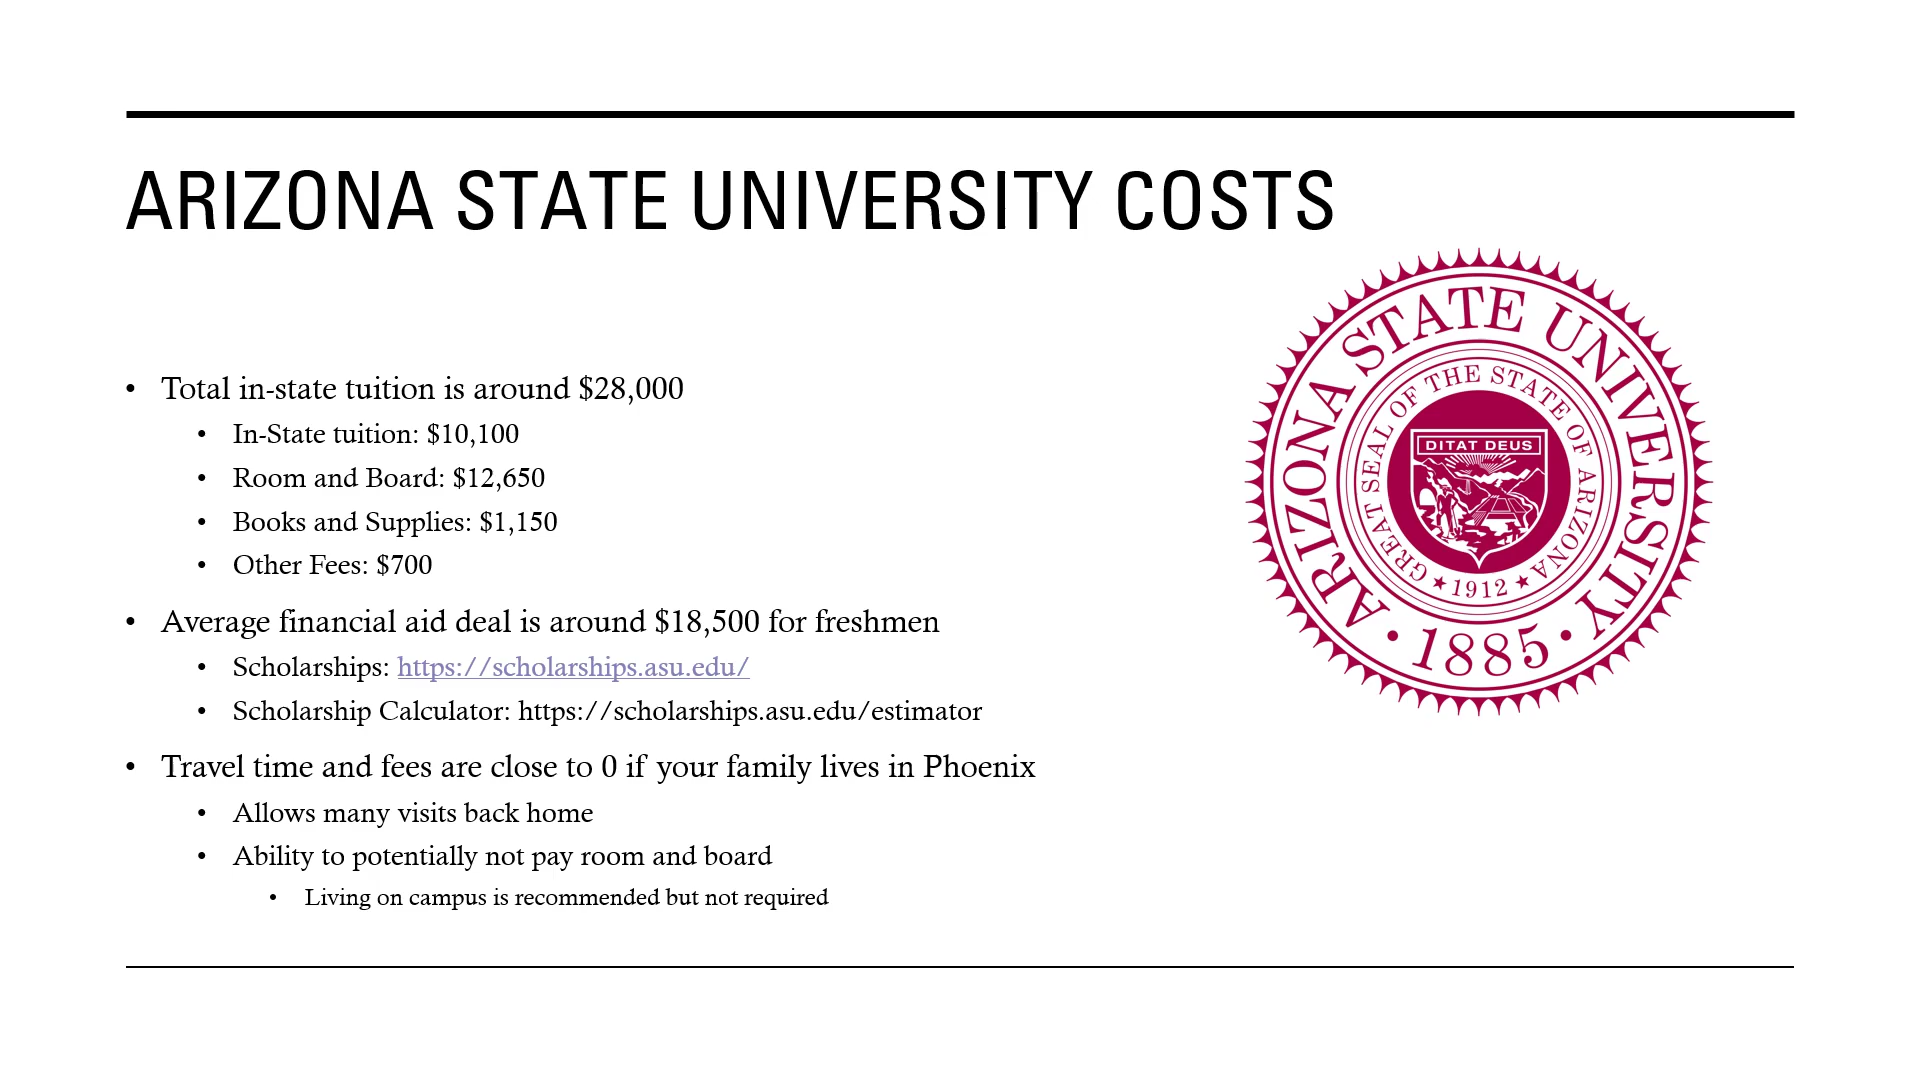 ARIZONA STATE UNIVERSITY COSTS
• Total in-state tuition is around $28,000
• In-State tuition: $10,100
• Room and Board: $12,650
• Books and Supplies: $1,150
• Other Fees: $700
• Average financial aid deal is around $18,500 for freshmen
• Scholarships: https://scholarships.asu.edu/
• Scholarship Calculator: https://scholarships.asu.edu/estimator
• Travel time and fees are close to 0 if your family lives in Phoenix
• Allows many visits back home
• Ability to potentially not pay room and board
• Living on campus is recommended but not required
ARIZONA STATE UNIVERSITY
• 1885 •
GREAT SEAL OF THE STATE OF ARIZONA
★ 1912 ★
DITAT DEUS